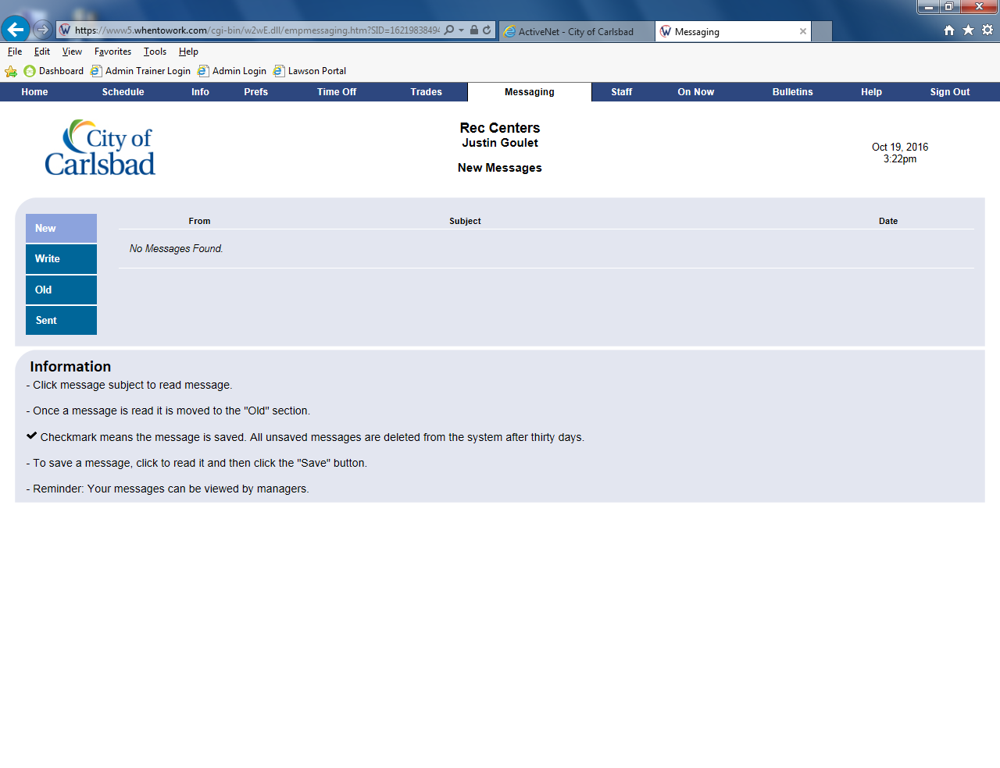 https://www5.whentowork.com/cgi-bin/w2wE.dll/empmessaging.htm?SID=1621983849
ActiveNet - City of Carlsbad
Messaging
File Edit View Favorites Tools Help
Dashboard Admin Trainer Login Admin Login Lawson Portal
Home Schedule Info Prefs Time Off Trades Messaging Staff On Now Bulletins Help Sign Out
City of
Carlsbad
Rec Centers
Justin Goulet
New Messages
Oct 19, 2016
3:22pm
New
Write
Old
Sent
From Subject Date
No Messages Found.
Information
- Click message subject to read message.
- Once a message is read it is moved to the "Old" section.
Checkmark means the message is saved. All unsaved messages are deleted from the system after thirty days.
- To save a message, click to read it and then click the "Save" button.
- Reminder: Your messages can be viewed by managers.